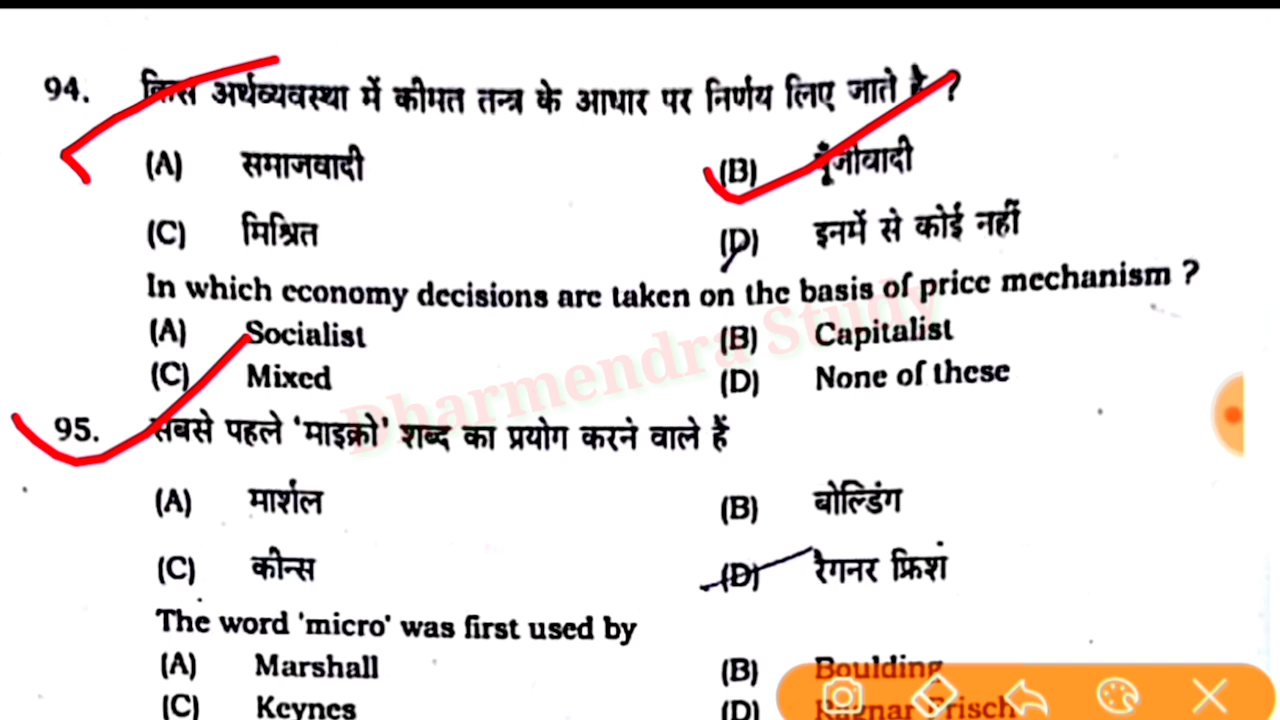 94. किस अर्थव्यवस्था में कीमत तन्त्र के आधार पर निर्णय लिए जाते है ?
(A) समाजवादी (B) पूँजीवादी
(C) मिश्रित (D) इनमें से कोई नहीं
In which economy decisions are taken on the basis of price mechanism ?
(A) Socialist (B) Capitalist
(C) Mixed (D) None of these
Dharmendra Study
95. सबसे पहले 'माइक्रो' शब्द का प्रयोग करने वाले हैं
(A) मार्शल (B) बोल्डिंग
(C) कीन्स (D) रैगनर फ्रिश
The word 'micro' was first used by
(A) Marshall (B) Boulding
(C) Keynes (D) Ragnar Frisch